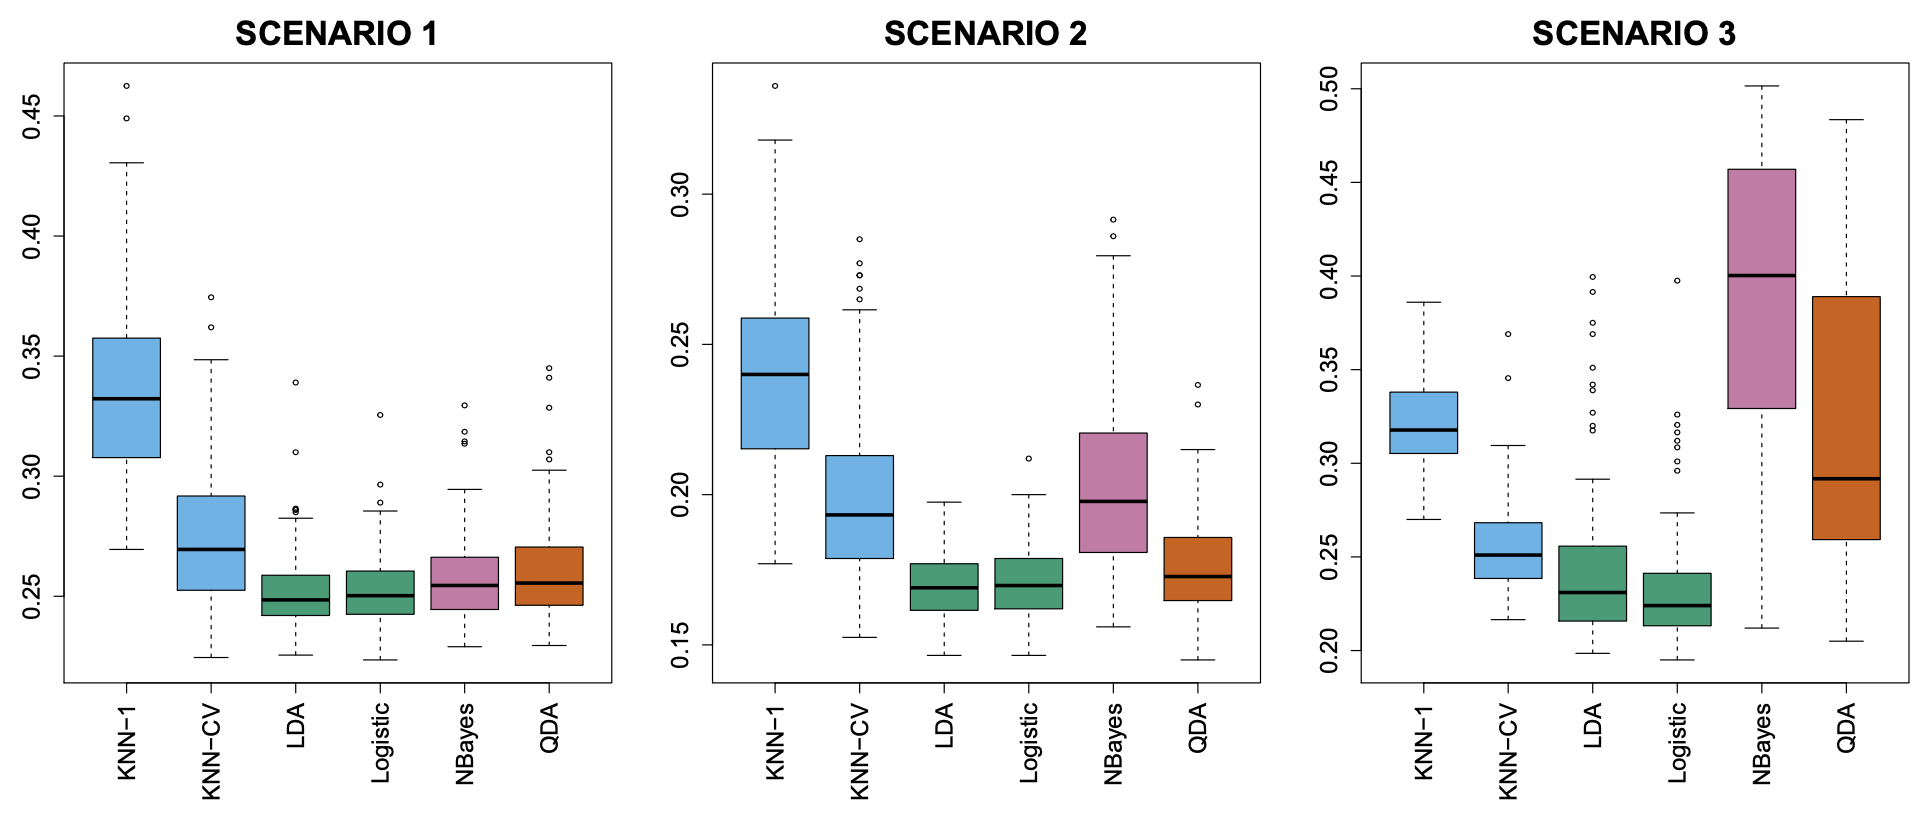 SCENARIO 1
0.45
0.40
0.35
0.30
0.25
KNN−1
KNN−CV
LDA
Logistic
NBayes
QDA
SCENARIO 2
0.30
0.25
0.20
0.15
KNN−1
KNN−CV
LDA
Logistic
NBayes
QDA
SCENARIO 3
0.50
0.45
0.40
0.35
0.30
0.25
0.20
KNN−1
KNN−CV
LDA
Logistic
NBayes
QDA